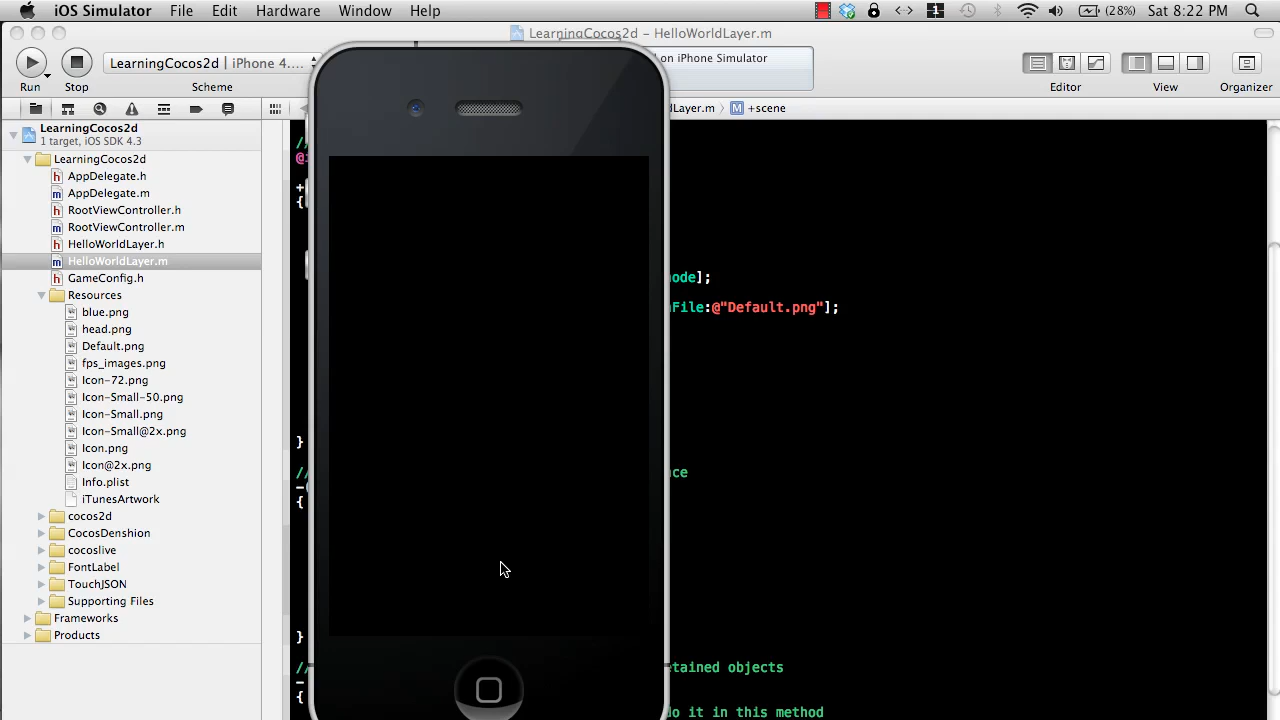 iOS Simulator File Edit Hardware Window Help 1 (28%) Sat 8:22 PM
LearningCocos2d – HelloWorldLayer.m
LearningCocos2d | iPhone 4....
on iPhone Simulator
Run Stop Scheme Editor View Organizer
Layer.m M +scene
LearningCocos2d
1 target, iOS SDK 4.3
LearningCocos2d
h AppDelegate.h
m AppDelegate.m
h RootViewController.h
m RootViewController.m
h HelloWorldLayer.h
m HelloWorldLayer.m
h GameConfig.h
Resources
blue.png
head.png
Default.png
fps_images.png
Icon-72.png
Icon-Small-50.png
Icon-Small.png
Icon-Small@2x.png
Icon.png
Icon@2x.png
Info.plist
iTunesArtwork
cocos2d
CocosDenshion
cocoslive
FontLabel
TouchJSON
Supporting Files
Frameworks
Products
//
+
{
ode];
File:@"Default.png"];
}
// ce
-(
{
}
// tained objects
-
{
do it in this method